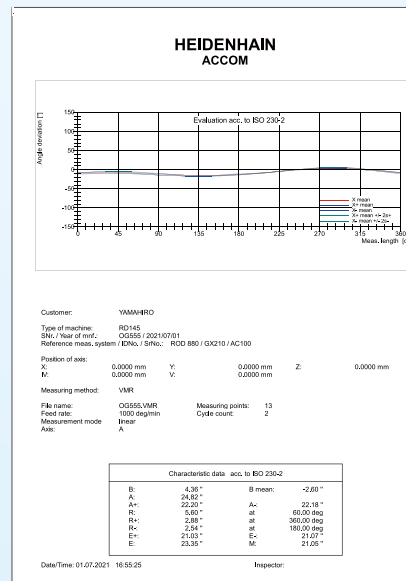 HEIDENHAIN
ACCOM
Angle deviation ["]
Evaluation acc. to ISO 230-2
150
100
50
0
-50
-100
-150
X mean
X+ mean
X- mean
X+ mean +/- 2s+
X- mean +/- 2s-
0 45 90 135 180 225 270 315 360
Meas. length
Customer: YAMAHIRO
Type of machine: RD145
SNr. / Year of mnf.: OG555 / 2021/07/01
Reference meas. system / IDNo. / SrNo.: ROD 880 / GX210 / AC100
Position of axis:
X: 0.0000 mm Y: 0.0000 mm Z: 0.0000 mm
W: 0.0000 mm V: 0.0000 mm
Measuring method: VMR
File name: OG555.VMR Measuring points: 13
Feed rate: 1000 deg/min Cycle count: 2
Measurement mode linear
Axis: A
Characteristic data acc. to ISO 230-2
B: 4,36 " B mean: -2,60 "
A: 24,82 "
A+: 22.20 " A-: 22.18 "
R: 5,60 " at 60,00 deg
R+: 2,88 " at 360,00 deg
R-: 2,54 " at 180,00 deg
E+: 21.03 " E-: 21.07 "
E: 23.35 " M: 21.05 "
Date/Time: 01.07.2021 16:55:25 Inspector: